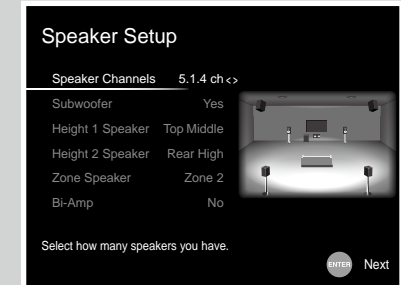 Speaker Setup
Speaker Channels 5.1.4 ch <>
Subwoofer Yes
Height 1 Speaker Top Middle
Height 2 Speaker Rear High
Zone Speaker Zone 2
Bi-Amp No
Select how many speakers you have.
ENTER Next